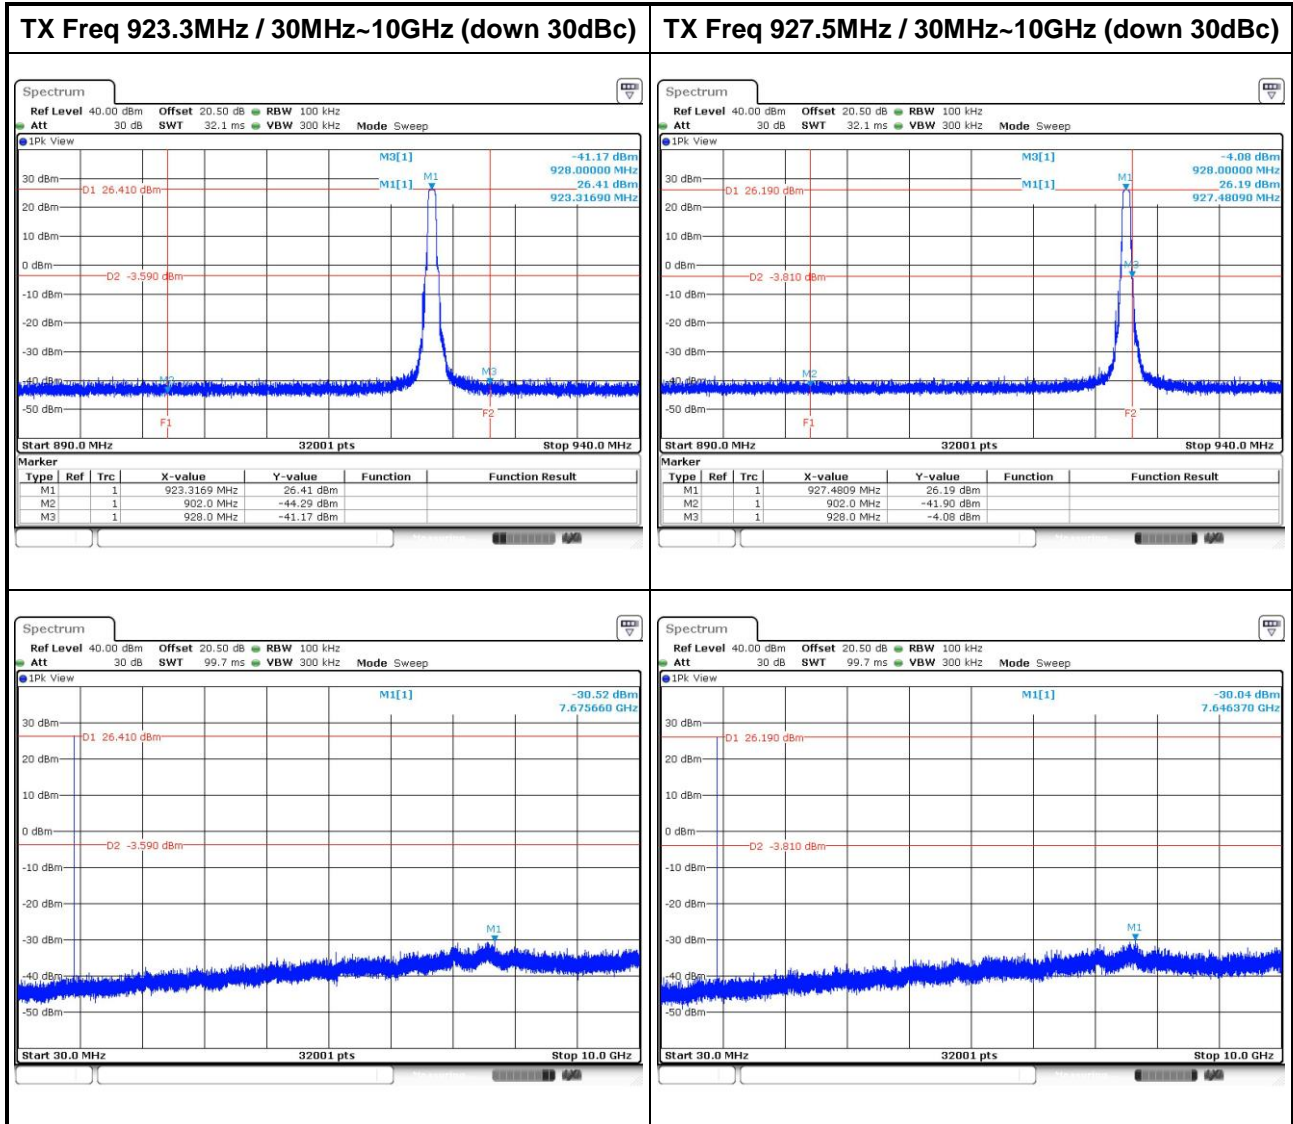 TX Freq 923.3MHz / 30MHz~10GHz (down 30dBc)
TX Freq 927.5MHz / 30MHz~10GHz (down 30dBc)
Spectrum
Ref Level 40.00 dBm Offset 20.50 dB RBW 100 kHz
Att 30 dB SWT 32.1 ms VBW 300 kHz Mode Sweep
1Pk View
M3[1] -41.17 dBm
928.00000 MHz
M1[1] 26.41 dBm
923.31690 MHz
M1
30 dBm
D1 26.410 dBm
20 dBm
10 dBm
0 dBm
D2 -3.590 dBm
-10 dBm
-20 dBm
-30 dBm
M2
M3
-40 dBm
-50 dBm
F1
F2
Start 890.0 MHz 32001 pts Stop 940.0 MHz
Marker
Type Ref Trc X-value Y-value Function Function Result
M1 1 923.3169 MHz 26.41 dBm
M2 1 902.0 MHz -44.29 dBm
M3 1 928.0 MHz -41.17 dBm
Spectrum
Ref Level 40.00 dBm Offset 20.50 dB RBW 100 kHz
Att 30 dB SWT 32.1 ms VBW 300 kHz Mode Sweep
1Pk View
M3[1] -4.08 dBm
928.00000 MHz
M1[1] 26.19 dBm
927.48090 MHz
M1
30 dBm
D1 26.190 dBm
20 dBm
10 dBm
0 dBm
M3
D2 -3.810 dBm
-10 dBm
-20 dBm
-30 dBm
M2
-40 dBm
-50 dBm
F1
F2
Start 890.0 MHz 32001 pts Stop 940.0 MHz
Marker
Type Ref Trc X-value Y-value Function Function Result
M1 1 927.4809 MHz 26.19 dBm
M2 1 902.0 MHz -41.90 dBm
M3 1 928.0 MHz -4.08 dBm
Spectrum
Ref Level 40.00 dBm Offset 20.50 dB RBW 100 kHz
Att 30 dB SWT 99.7 ms VBW 300 kHz Mode Sweep
1Pk View
M1[1] -30.52 dBm
7.675660 GHz
30 dBm
D1 26.410 dBm
20 dBm
10 dBm
0 dBm
D2 -3.590 dBm
-10 dBm
-20 dBm
-30 dBm
M1
-40 dBm
-50 dBm
Start 30.0 MHz 32001 pts Stop 10.0 GHz
Spectrum
Ref Level 40.00 dBm Offset 20.50 dB RBW 100 kHz
Att 30 dB SWT 99.7 ms VBW 300 kHz Mode Sweep
1Pk View
M1[1] -30.04 dBm
7.646370 GHz
30 dBm
D1 26.190 dBm
20 dBm
10 dBm
0 dBm
D2 -3.810 dBm
-10 dBm
-20 dBm
-30 dBm
M1
-40 dBm
-50 dBm
Start 30.0 MHz 32001 pts Stop 10.0 GHz